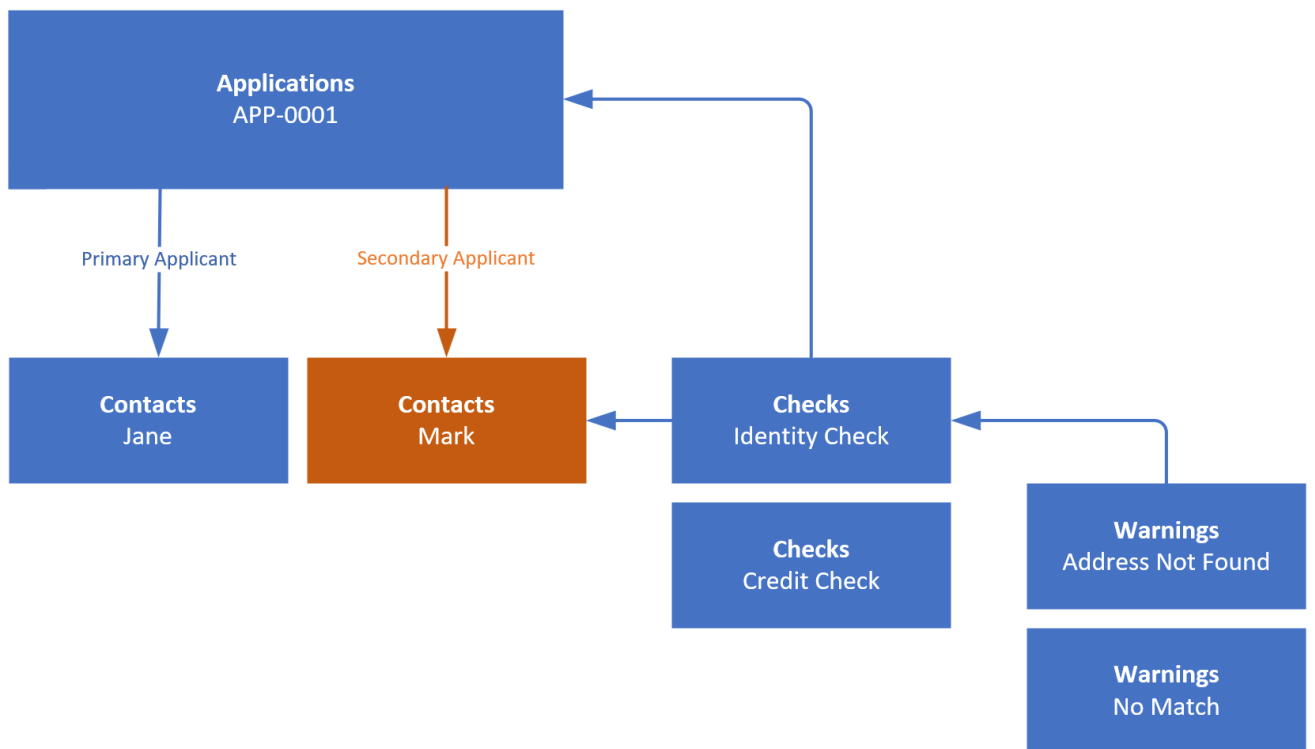 Applications
APP-0001
Primary Applicant
Secondary Applicant
Contacts
Jane
Contacts
Mark
Checks
Identity Check
Checks
Credit Check
Warnings
Address Not Found
Warnings
No Match